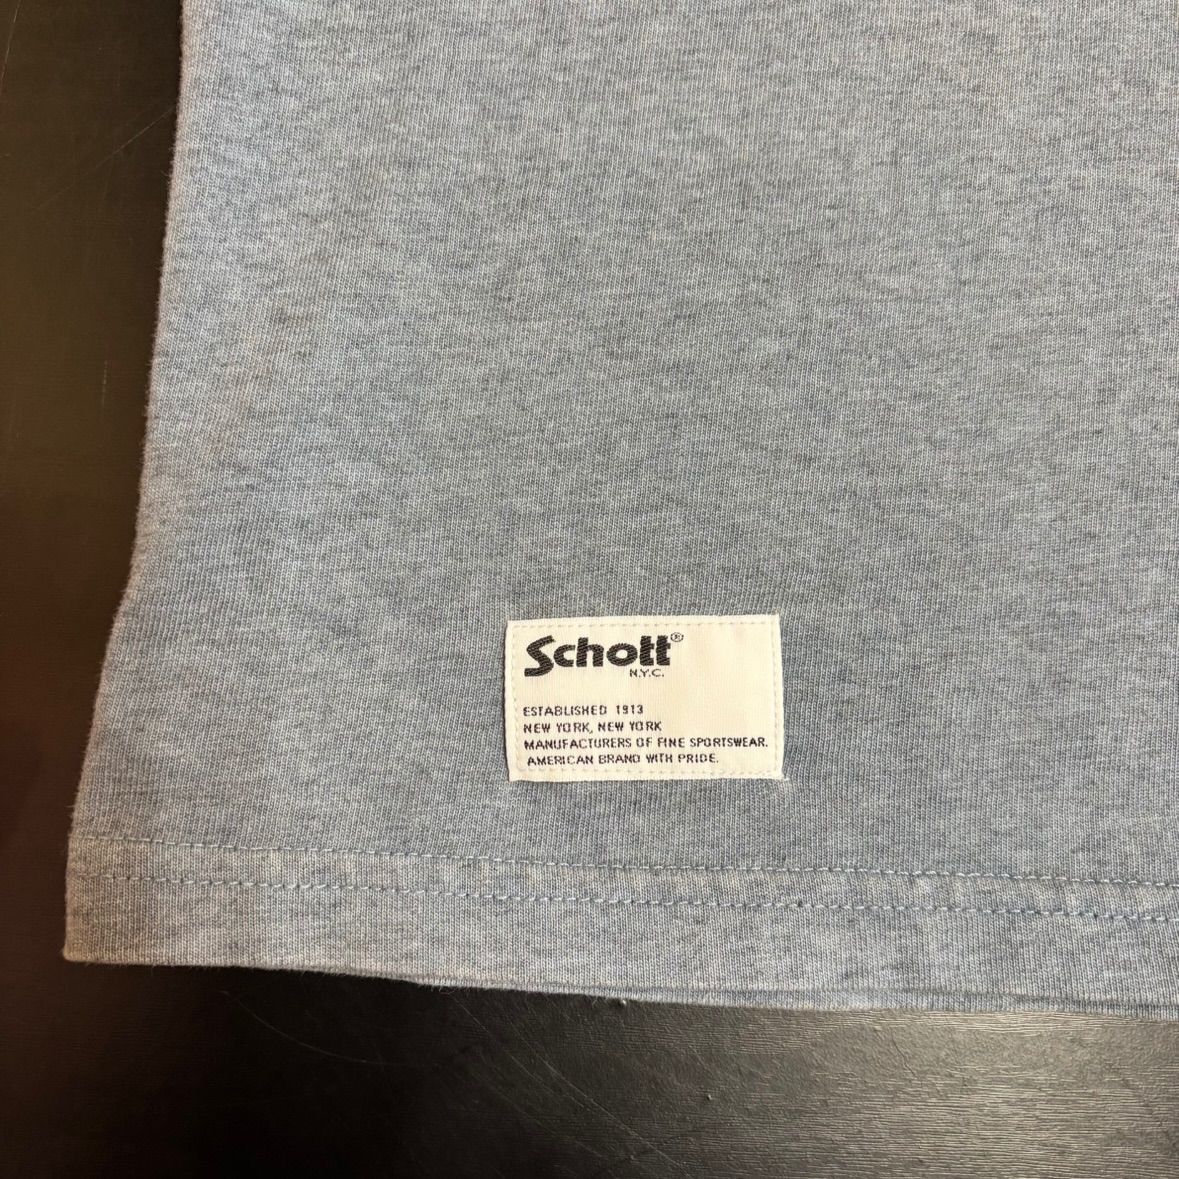 Schott®
N.Y.C.
ESTABLISHED 1913
NEW YORK, NEW YORK
MANUFACTURERS OF FINE SPORTSWEAR.
AMERICAN BRAND WITH PRIDE.